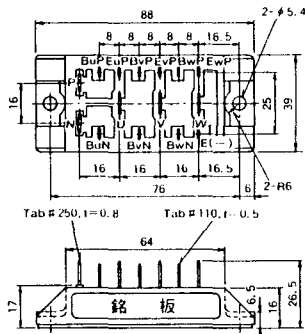 88
2-φ5.4
8 8 8 8 8 16.5
BuP EuP BvP EvP BwP EwP
P
16
N
U
V
W
25
39
BuN BvN BwN E(-)
16 16 16 16.5
2-R6
76
6
Tab#250, t=0.8
Tab#110, t=0.5
64
17
銘板
6.5
16
26.5